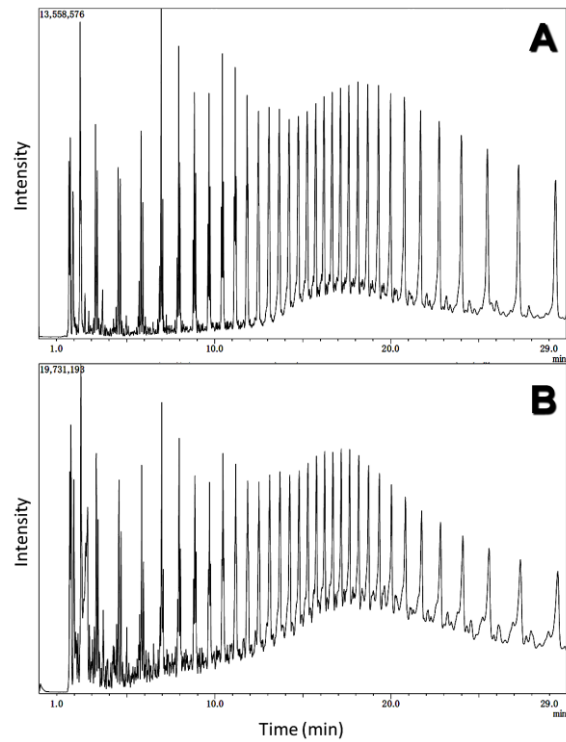 13,558,576
A
Intensity
1.0 10.0 20.0 29.0
min
19,731,193
B
Intensity
1.0 10.0 20.0 29.0
min
Time (min)